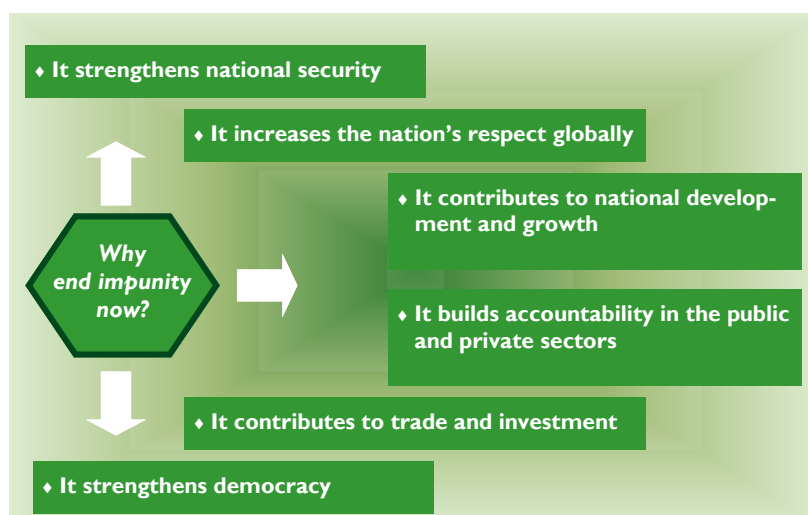 ♦ It strengthens national security
♦ It increases the nation’s respect globally
♦ It contributes to national develop-
ment and growth
Why
end impunity
now?
♦ It builds accountability in the public
and private sectors
♦ It contributes to trade and investment
♦ It strengthens democracy